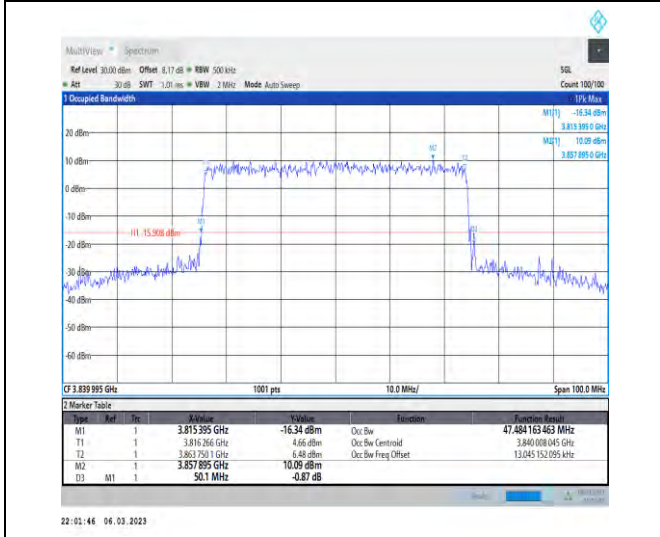 MultiView Spectrum
Ref Level 30.00 dBm Offset 8.17 dB RBW 500 kHz SGL
Att 30 dB SWT 1.01 ms VBW 2 MHz Mode Auto Sweep Count 100/100
1 Occupied Bandwidth 1Pk Max
M1[1] -16.34 dBm
3.815 395 0 GHz
M2[1] 10.09 dBm
3.857 895 0 GHz
20 dBm
M2
10 dBm
T2
0 dBm
-10 dBm
M1
H1 -15.908 dBm
-20 dBm
-30 dBm
-40 dBm
-50 dBm
-60 dBm
CF 3.839 995 GHz 1001 pts 10.0 MHz/ Span 100.0 MHz
2 Marker Table
Type Ref Trc X-Value Y-Value Function Function Result
M1 1 3.815 395 GHz -16.34 dBm Occ Bw 47.484 163 463 MHz
T1 1 3.816 266 GHz 4.66 dBm Occ Bw Centroid 3.840 008 045 GHz
T2 1 3.863 750 1 GHz 6.48 dBm Occ Bw Freq Offset 13.045 152 095 kHz
M2 1 3.857 895 GHz 10.09 dBm
D3 M1 1 50.1 MHz -0.87 dB
22:01:46 06.03.2023